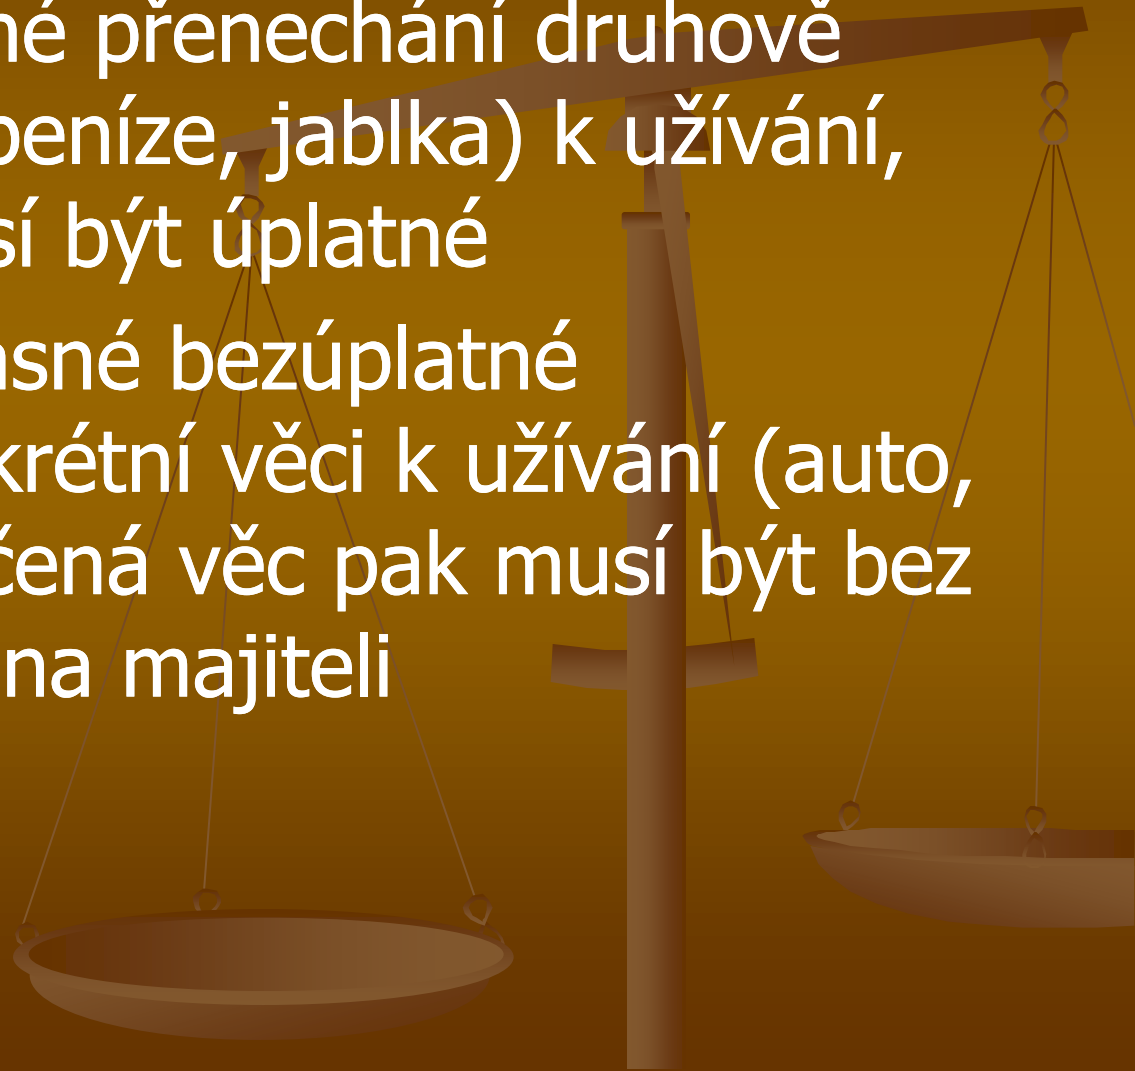 né přenechání druhově
peníze, jablka) k užívání,
sí být úplatné
asné bezúplatné
krétní věci k užívání (auto,
čená věc pak musí být bez
na majiteli